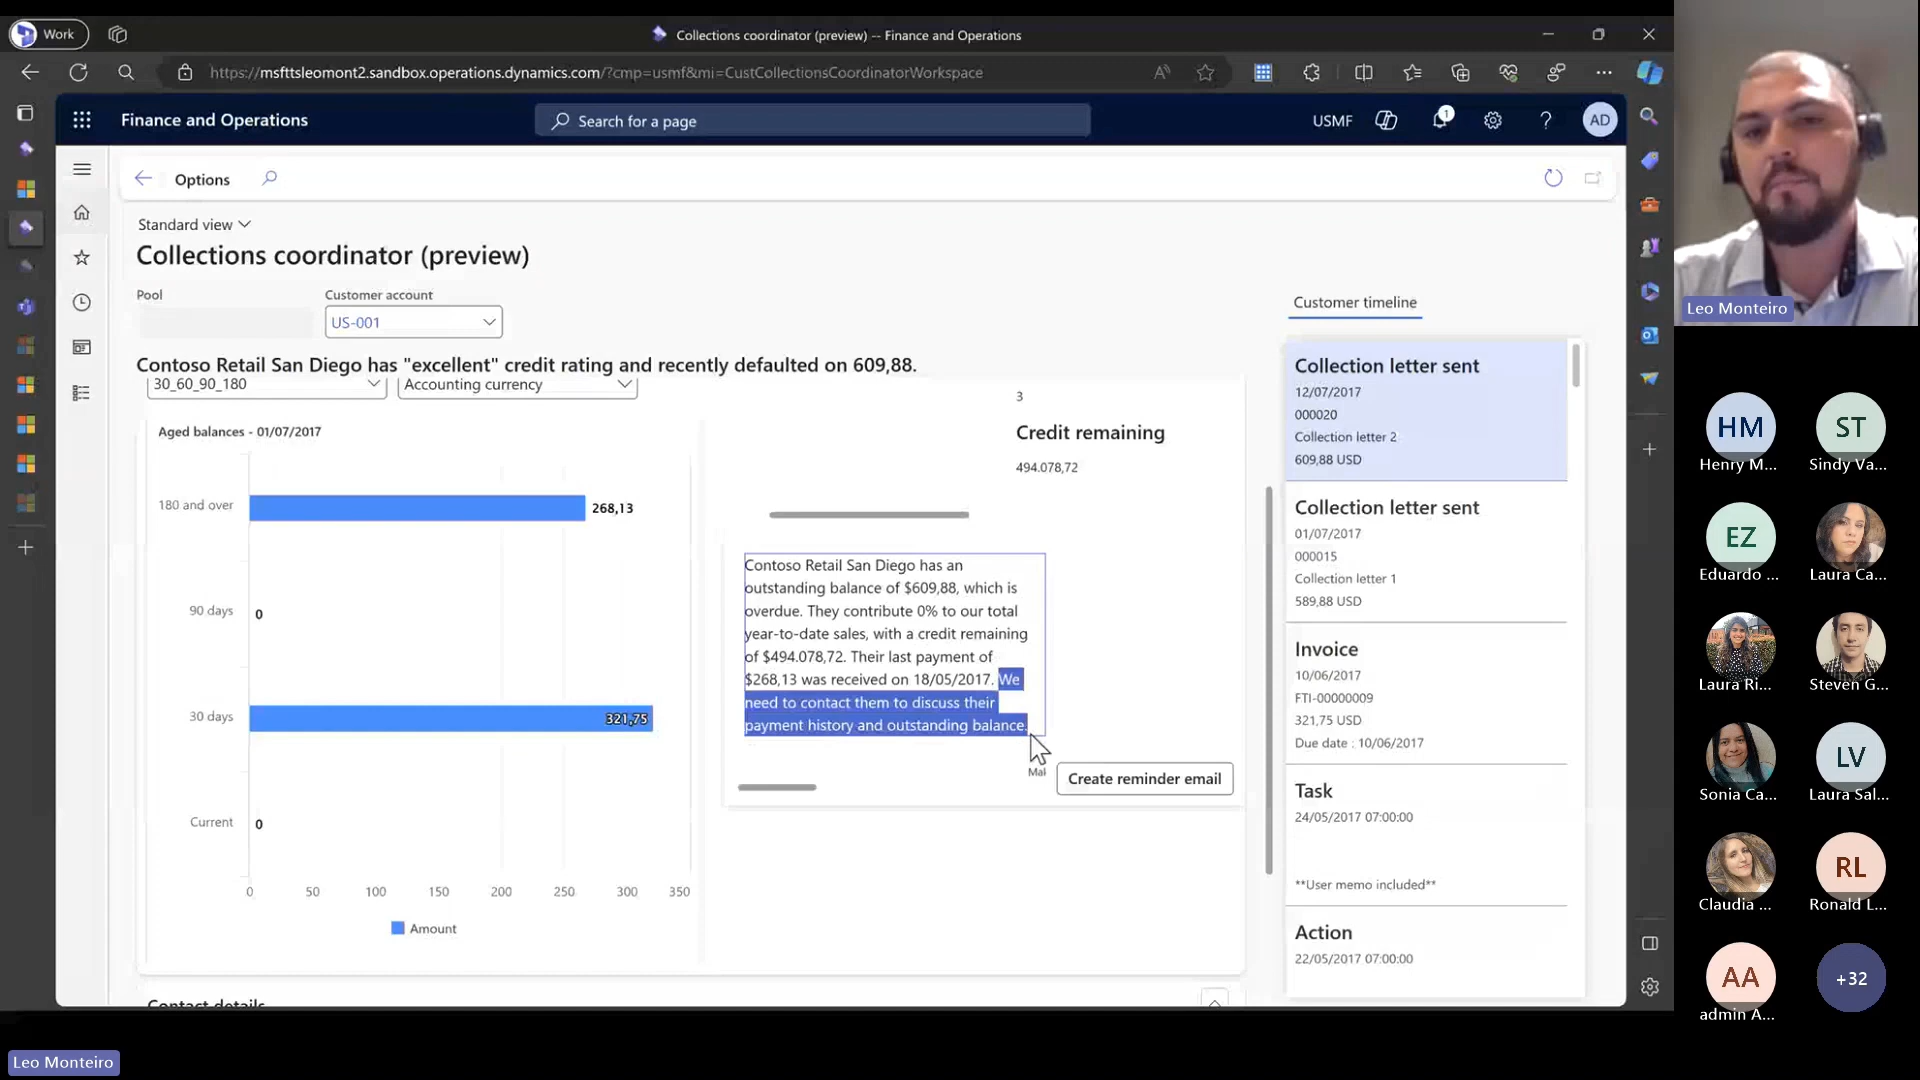 Work
Collections coordinator (preview) -- Finance and Operations
https://msfttsleomont2.sandbox.operations.dynamics.com/?cmp=usmf&mi=CustCollectionsCoordinatorWorkspace
Finance and Operations
Search for a page
USMF
1
AD
Options
Standard view
Collections coordinator (preview)
Pool
Customer account
US-001
Contoso Retail San Diego has "excellent" credit rating and recently defaulted on 609,88.
30_60_90_180
Accounting currency
Aged balances - 01/07/2017
180 and over
268,13
90 days
0
30 days
321,75
Current
0
0 50 100 150 200 250 300 350
Amount
3
Credit remaining
494.078,72
Contoso Retail San Diego has an
outstanding balance of $609,88, which is
overdue. They contribute 0% to our total
year-to-date sales, with a credit remaining
of $494.078,72. Their last payment of
$268,13 was received on 18/05/2017. We
need to contact them to discuss their
payment history and outstanding balance.
Create reminder email
Contact details
Customer timeline
Collection letter sent
12/07/2017
000020
Collection letter 2
609,88 USD
Collection letter sent
01/07/2017
000015
Collection letter 1
589,88 USD
Invoice
10/06/2017
FTI-00000009
321,75 USD
Due date : 10/06/2017
Task
24/05/2017 07:00:00
**User memo included**
Action
22/05/2017 07:00:00
Leo Monteiro
HM
Henry M...
ST
Sindy Va...
EZ
Eduardo ...
Laura Ca...
Laura Ri...
Steven G...
Sonia Ca...
LV
Laura Sal...
Claudia ...
RL
Ronald L...
AA
admin A...
+32
Leo Monteiro